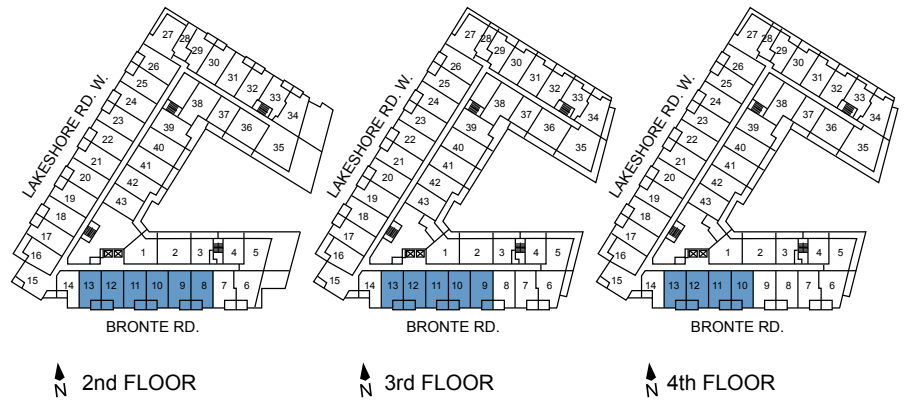 27 28 29 30 31 32 33 34
26 25 24 23 22 21 20 19 18 17 16 15
38 37 36 35
39 40 41 42 43
1 2 3 4 5
14 13 12 11 10 9 8 7 6
LAKESHORE RD. W.
BRONTE RD.
N 2nd FLOOR
27 28 29 30 31 32 33 34
26 25 24 23 22 21 20 19 18 17 16 15
38 37 36 35
39 40 41 42 43
1 2 3 4 5
14 13 12 11 10 9 8 7 6
LAKESHORE RD. W.
BRONTE RD.
N 3rd FLOOR
27 28 29 30 31 32 33 34
26 25 24 23 22 21 20 19 18 17 16 15
38 37 36 35
39 40 41 42 43
1 2 3 4 5
14 13 12 11 10 9 8 7 6
LAKESHORE RD. W.
BRONTE RD.
N 4th FLOOR